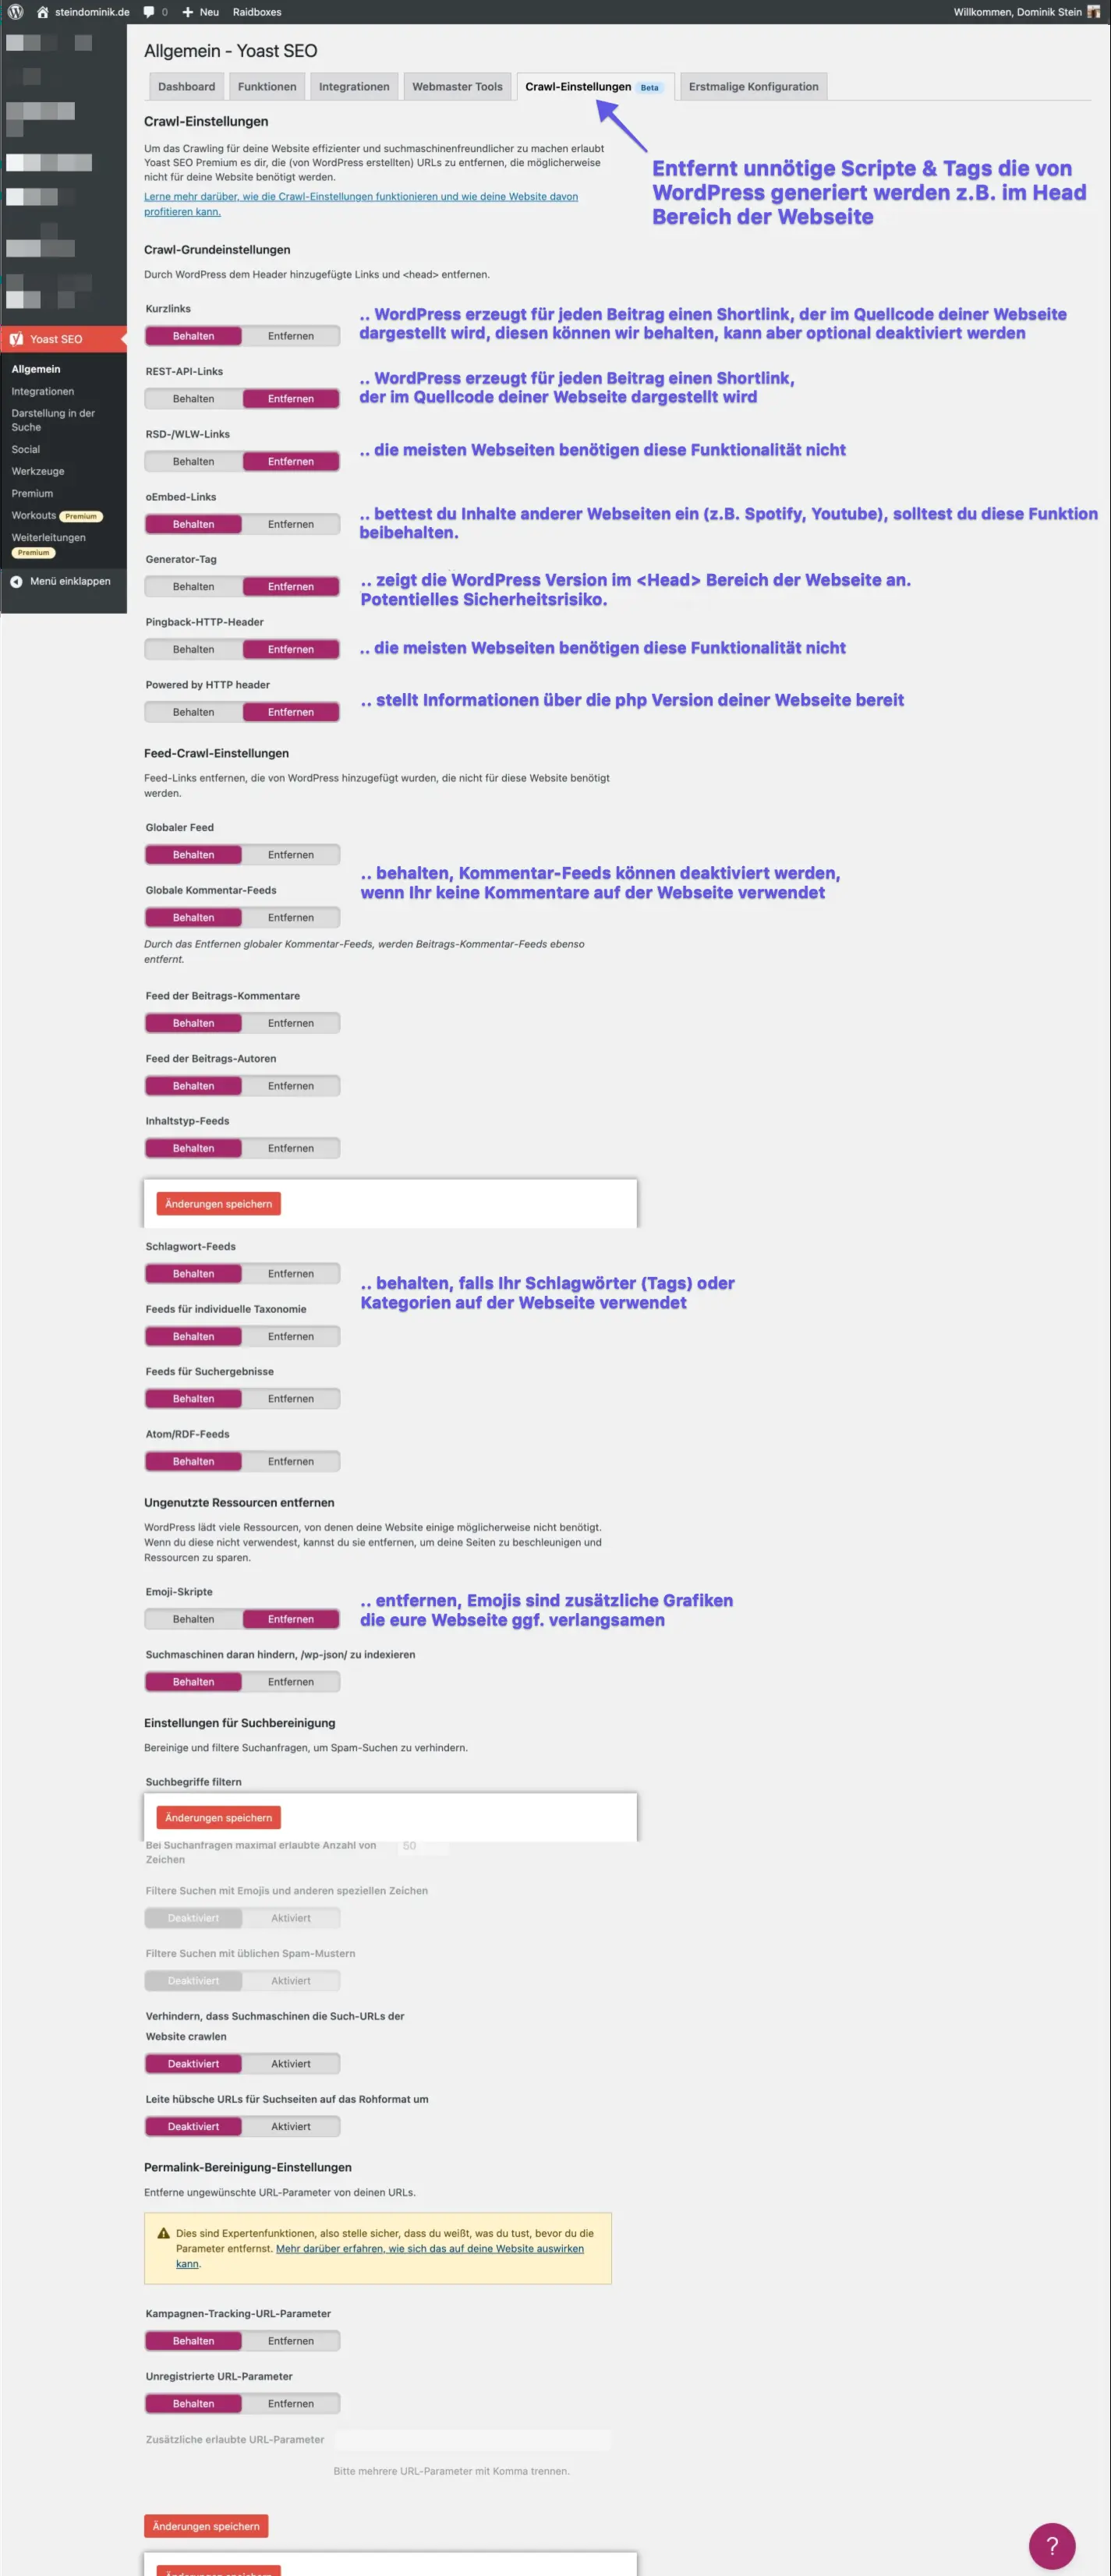 steindominik.de 0 Neu Raidboxes Willkommen, Dominik Stein
Yoast SEO
Allgemein
Integrationen
Darstellung in der
Suche
Social
Werkzeuge
Premium
Workouts Premium
Weiterleitungen
Premium
Menü einklappen
Allgemein - Yoast SEO
Dashboard Funktionen Integrationen Webmaster Tools Crawl-Einstellungen Beta Erstmalige Konfiguration
Crawl-Einstellungen
Um das Crawling für deine Website effizienter und suchmaschinenfreundlicher zu machen erlaubt
Yoast SEO Premium es dir, die (von WordPress erstellten) URLs zu entfernen, die möglicherweise
nicht für deine Website benötigt werden.
Lerne mehr darüber, wie die Crawl-Einstellungen funktionieren und wie deine Website davon
profitieren kann.
Entfernt unnötige Scripte & Tags die von
WordPress generiert werden z.B. im Head
Bereich der Webseite
Crawl-Grundeinstellungen
Durch WordPress dem Header hinzugefügte Links und <head> entfernen.
Kurzlinks
Behalten Entfernen
.. WordPress erzeugt für jeden Beitrag einen Shortlink, der im Quellcode deiner Webseite
dargestellt wird, diesen können wir behalten, kann aber optional deaktiviert werden
REST-API-Links
Behalten Entfernen
.. WordPress erzeugt für jeden Beitrag einen Shortlink,
der im Quellcode deiner Webseite dargestellt wird
RSD-/WLW-Links
Behalten Entfernen
.. die meisten Webseiten benötigen diese Funktionalität nicht
oEmbed-Links
Behalten Entfernen
.. bettest du Inhalte anderer Webseiten ein (z.B. Spotify, Youtube), solltest du diese Funktion
beibehalten.
Generator-Tag
Behalten Entfernen
.. zeigt die WordPress Version im <Head> Bereich der Webseite an.
Potentielles Sicherheitsrisiko.
Pingback-HTTP-Header
Behalten Entfernen
.. die meisten Webseiten benötigen diese Funktionalität nicht
Powered by HTTP header
Behalten Entfernen
.. stellt Informationen über die php Version deiner Webseite bereit
Feed-Crawl-Einstellungen
Feed-Links entfernen, die von WordPress hinzugefügt wurden, die nicht für diese Website benötigt
werden.
Globaler Feed
Behalten Entfernen
Globale Kommentar-Feeds
Behalten Entfernen
.. behalten, Kommentar-Feeds können deaktiviert werden,
wenn Ihr keine Kommentare auf der Webseite verwendet
Durch das Entfernen globaler Kommentar-Feeds, werden Beitrags-Kommentar-Feeds ebenso
entfernt.
Feed der Beitrags-Kommentare
Behalten Entfernen
Feed der Beitrags-Autoren
Behalten Entfernen
Inhaltstyp-Feeds
Behalten Entfernen
Änderungen speichern
Schlagwort-Feeds
Behalten Entfernen
.. behalten, falls Ihr Schlagwörter (Tags) oder
Kategorien auf der Webseite verwendet
Feeds für individuelle Taxonomie
Behalten Entfernen
Feeds für Suchergebnisse
Behalten Entfernen
Atom/RDF-Feeds
Behalten Entfernen
Ungenutzte Ressourcen entfernen
WordPress lädt viele Ressourcen, von denen deine Website einige möglicherweise nicht benötigt.
Wenn du diese nicht verwendest, kannst du sie entfernen, um deine Seiten zu beschleunigen und
Ressourcen zu sparen.
Emoji-Skripte
Behalten Entfernen
.. entfernen, Emojis sind zusätzliche Grafiken
die eure Webseite ggf. verlangsamen
Suchmaschinen daran hindern, /wp-json/ zu indexieren
Behalten Entfernen
Einstellungen für Suchbereinigung
Bereinige und filtere Suchanfragen, um Spam-Suchen zu verhindern.
Suchbegriffe filtern
Änderungen speichern
Bei Suchanfragen maximal erlaubte Anzahl von 50
Zeichen
Filtere Suchen mit Emojis und anderen speziellen Zeichen
Deaktiviert Aktiviert
Filtere Suchen mit üblichen Spam-Mustern
Deaktiviert Aktiviert
Verhindern, dass Suchmaschinen die Such-URLs der
Website crawlen
Deaktiviert Aktiviert
Leite hübsche URLs für Suchseiten auf das Rohformat um
Deaktiviert Aktiviert
Permalink-Bereinigung-Einstellungen
Entferne ungewünschte URL-Parameter von deinen URLs.
Dies sind Expertenfunktionen, also stelle sicher, dass du weißt, was du tust, bevor du die
Parameter entfernst. Mehr darüber erfahren, wie sich das auf deine Website auswirken
kann.
Kampagnen-Tracking-URL-Parameter
Behalten Entfernen
Unregistrierte URL-Parameter
Behalten Entfernen
Zusätzliche erlaubte URL-Parameter
Bitte mehrere URL-Parameter mit Komma trennen.
Änderungen speichern
?
Änderungen speichern